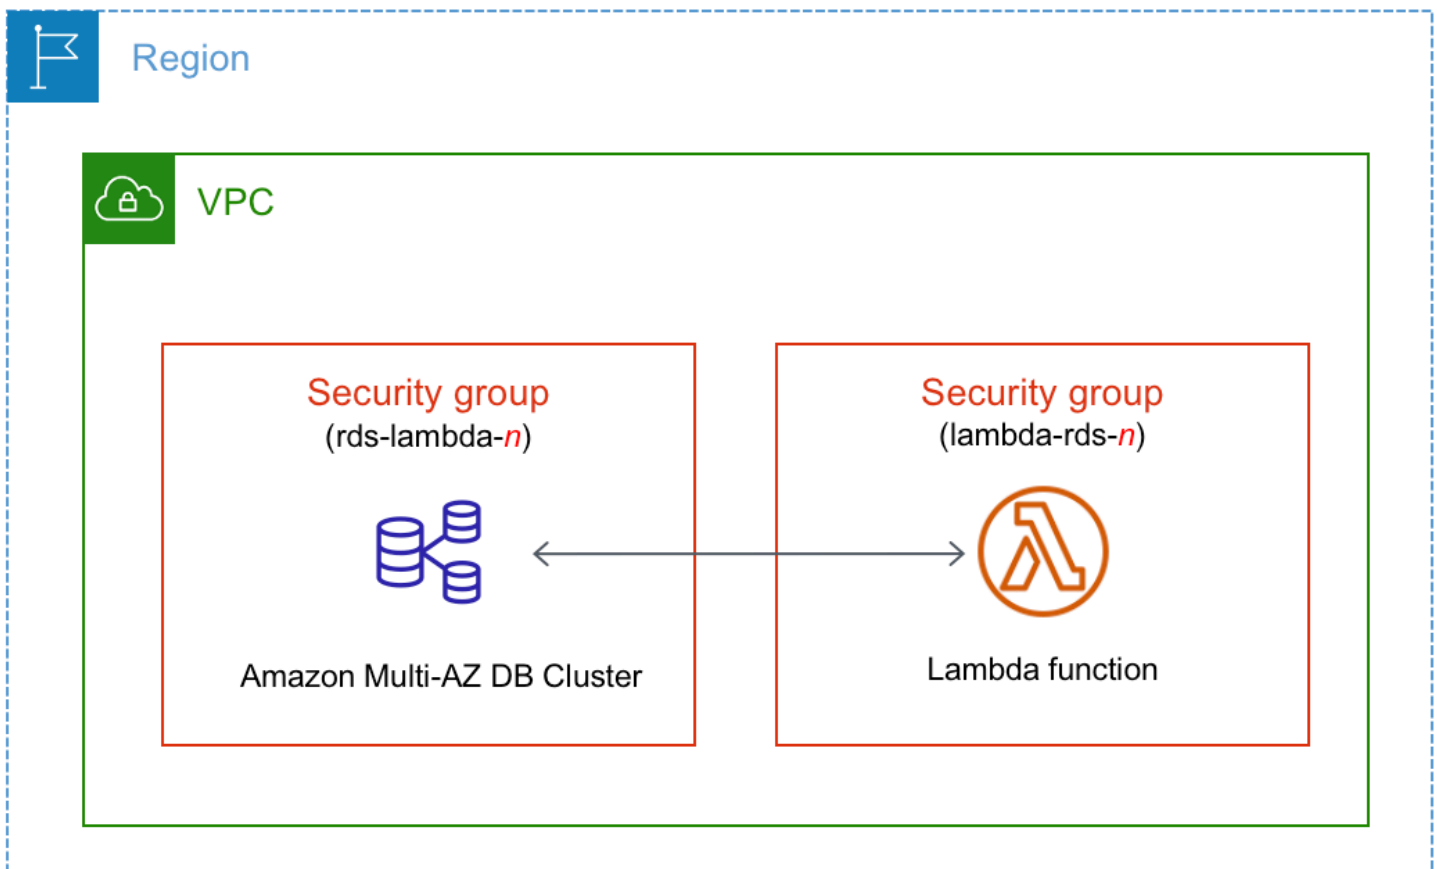 Region
VPC
Security group
(rds-lambda-n)
Amazon Multi-AZ DB Cluster
Security group
(lambda-rds-n)
Lambda function